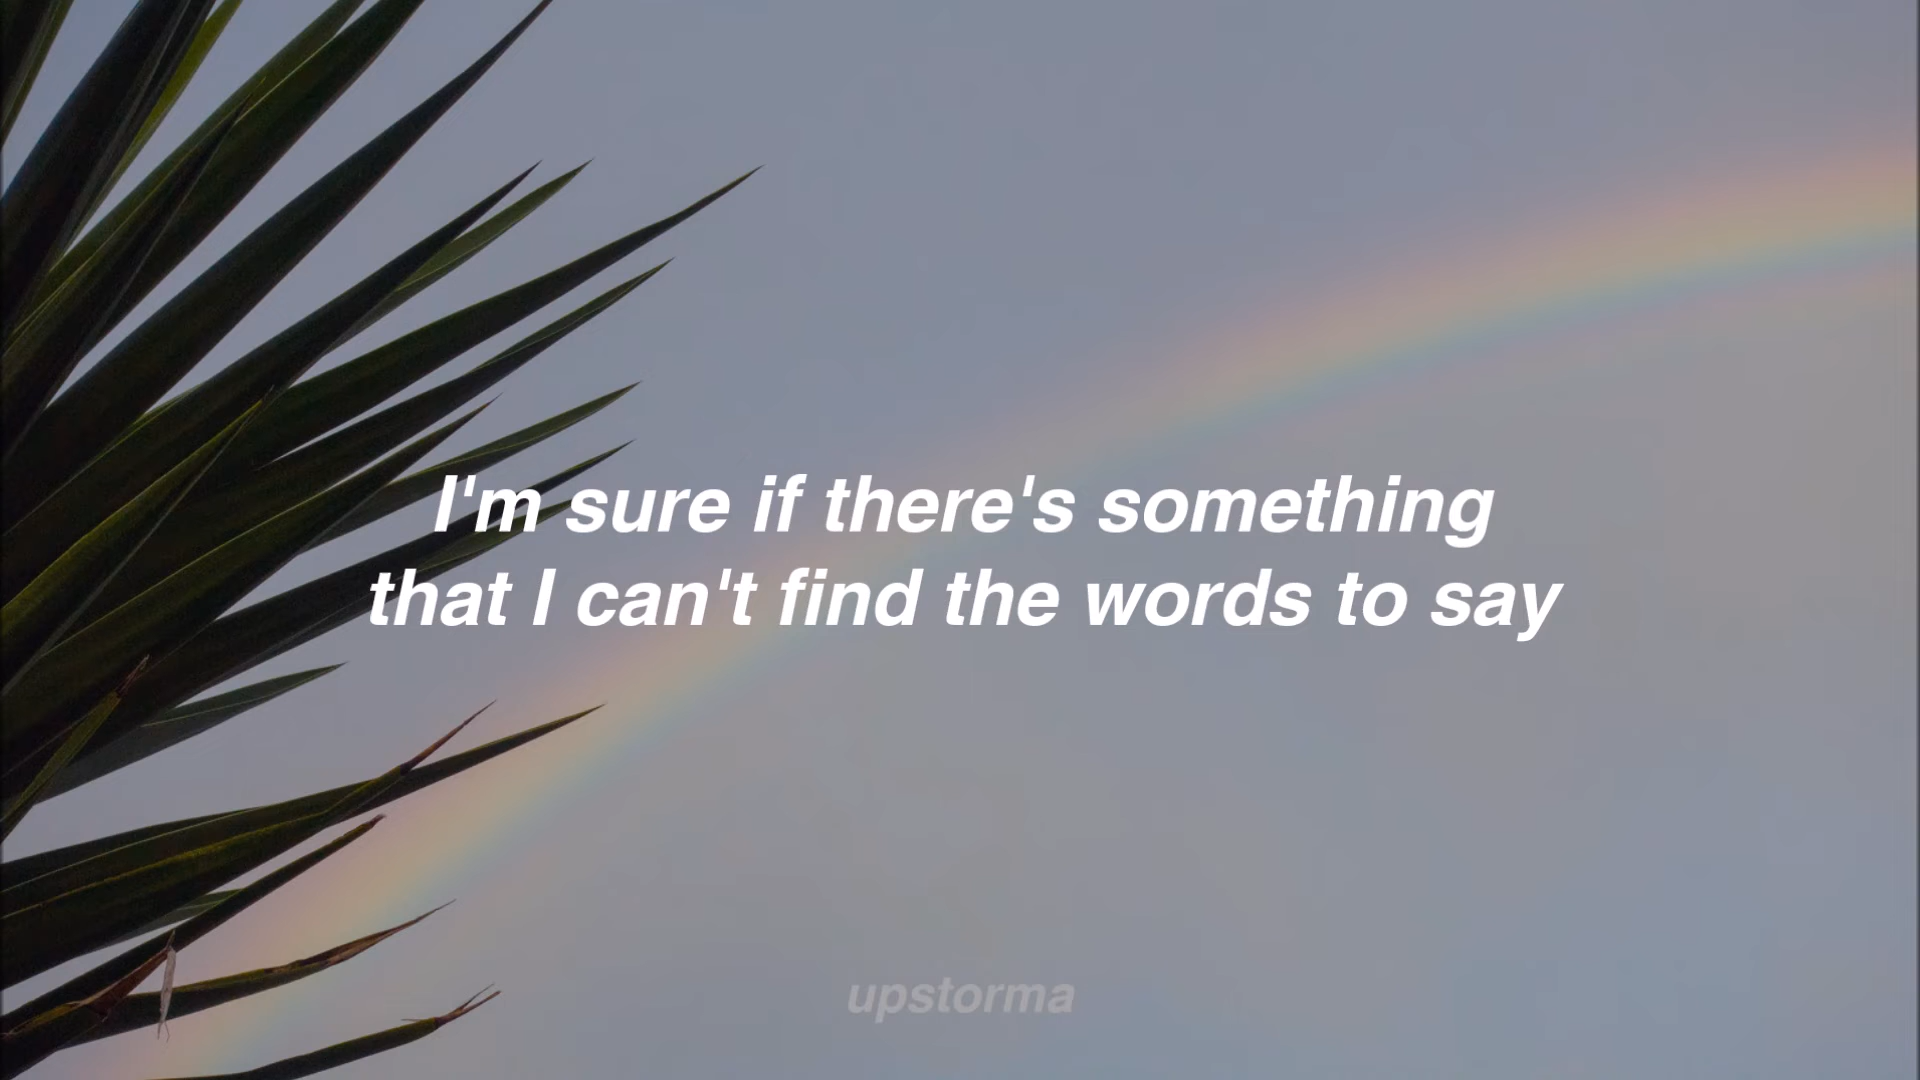 I'm sure if there's something
that I can't find the words to say
upstorma